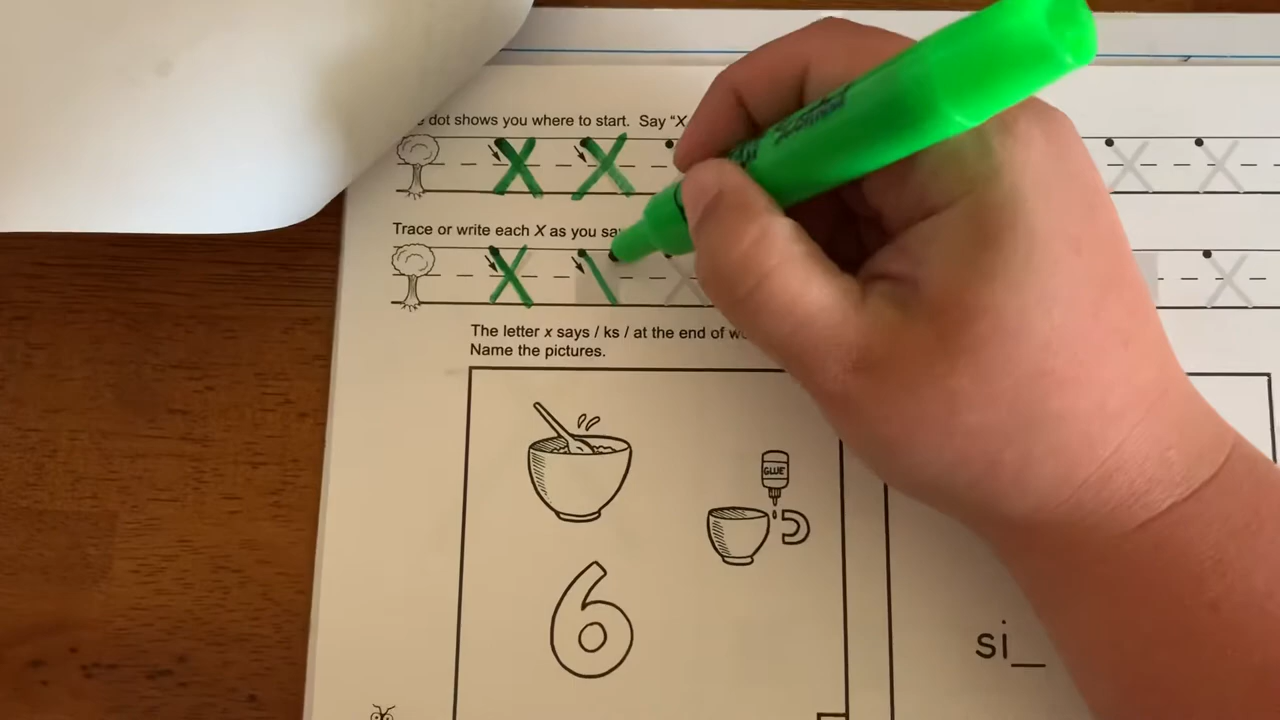 dot shows you where to start. Say "X
X X X X
Trace or write each X as you say
X X X
The letter x says / ks / at the end of
Name the pictures.
GLUE
6
si_